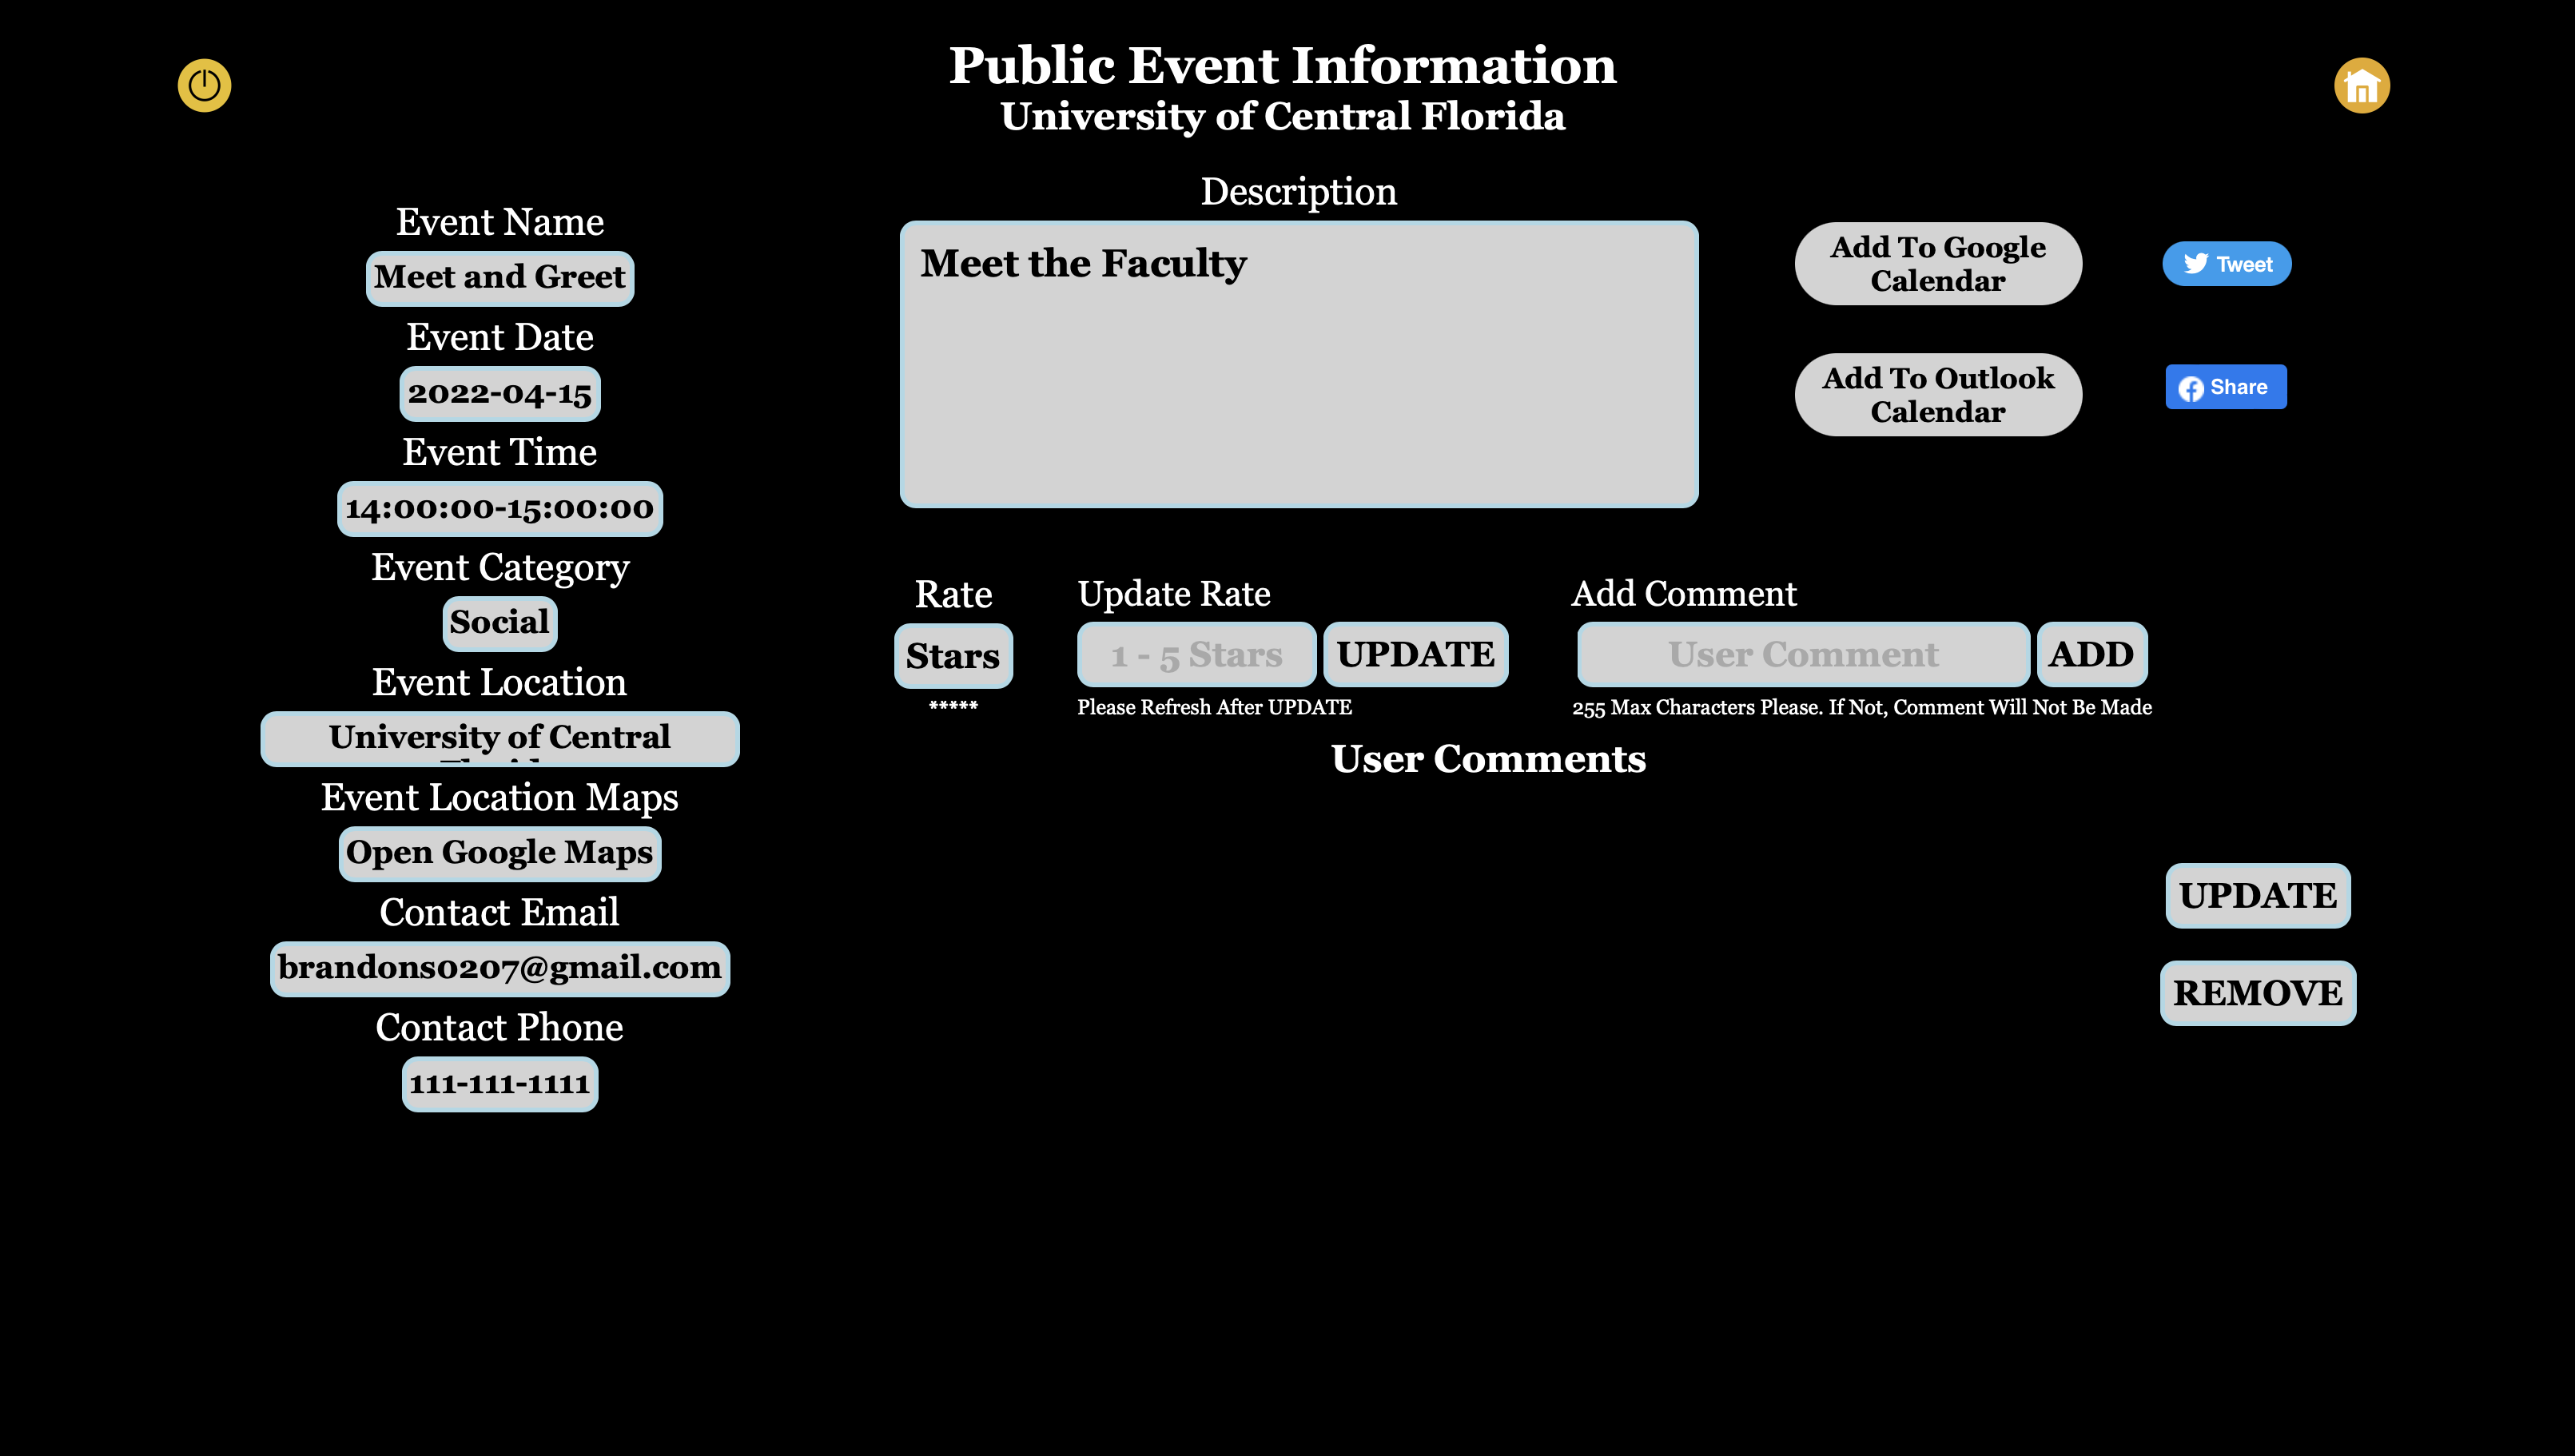 Public Event Information
University of Central Florida
Event Name
Meet and Greet
Event Date
2022-04-15
Event Time
14:00:00-15:00:00
Event Category
Social
Event Location
University of Central
Event Location Maps
Open Google Maps
Contact Email
brandons0207@gmail.com
Contact Phone
111-111-1111
Description
Meet the Faculty
Add To Google
Calendar
Tweet
Add To Outlook
Calendar
Share
Rate
Stars
*****
Update Rate
1 - 5 Stars
UPDATE
Please Refresh After UPDATE
Add Comment
User Comment
ADD
255 Max Characters Please. If Not, Comment Will Not Be Made
User Comments
UPDATE
REMOVE